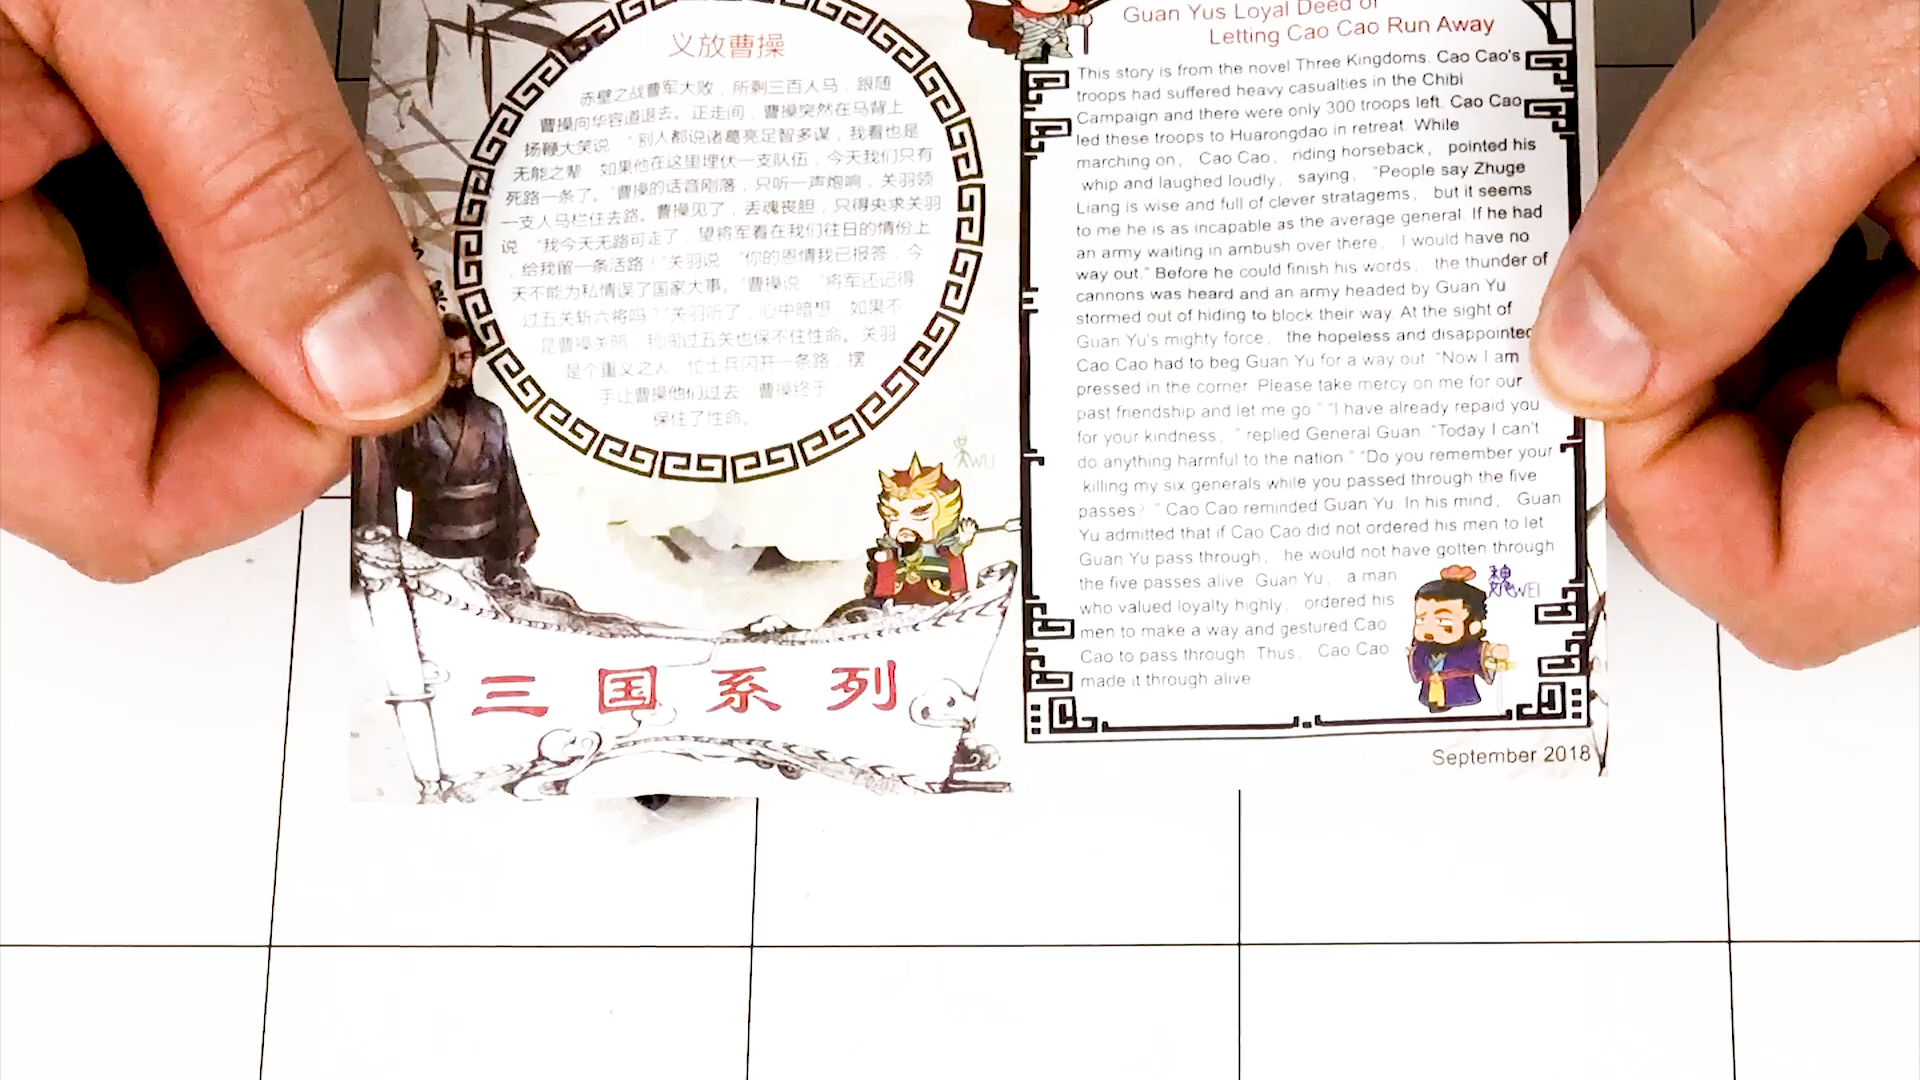 义放曹操
赤壁之战曹军大败，所剩三百人马，跟随
曹操向华容道退去。正走间，曹操突然在马背上
扬鞭大笑说 “别人都说诸葛亮足智多谋，我看也是
无能之辈，如果他在这里埋伏一支队伍，今天我们只有
死路一条了。”曹操的话音刚落，只听一声炮响，关羽领
一支人马栏住去路。曹操见了，丢魂丧胆，只得央求关羽
说 “我今天无路可走了，望将军看在我们往日的情份上
，给我留一条活路！”关羽说 “你的恩情我已报答，今
天不能为私情误了国家大事。”曹操说 “将军还记得
过五关斩六将吗？”关羽听了，心中暗想 如果不
是曹操关照 我闯过五关也保不住性命。关羽
是个重义之人 忙士兵闪开一条路，摆
手让曹操他们过去 曹操终于
保住了性命。
WU
三国系列
Guan Yus Loyal Deed of
Letting Cao Cao Run Away
This story is from the novel Three Kingdoms. Cao Cao's
troops had suffered heavy casualties in the Chibi
Campaign and there were only 300 troops left. Cao Cao
led these troops to Huarongdao in retreat. While
marching on, Cao Cao, riding horseback, pointed his
whip and laughed loudly, saying, “People say Zhuge
Liang is wise and full of clever stratagems, but it seems
to me he is as incapable as the average general. If he had
an army waiting in ambush over there, I would have no
way out.” Before he could finish his words, the thunder of
cannons was heard and an army headed by Guan Yu
stormed out of hiding to block their way. At the sight of
Guan Yu's mighty force, the hopeless and disappointed
Cao Cao had to beg Guan Yu for a way out. “Now I am
pressed in the corner. Please take mercy on me for our
past friendship and let me go.” “I have already repaid you
for your kindness, ” replied General Guan. “Today I can't
do anything harmful to the nation.” “Do you remember your
killing my six generals while you passed through the five
passes? ” Cao Cao reminded Guan Yu. In his mind, Guan
Yu admitted that if Cao Cao did not ordered his men to let
Guan Yu pass through, he would not have gotten through
the five passes alive. Guan Yu, a man
who valued loyalty highly, ordered his
men to make a way and gestured Cao
Cao to pass through. Thus, Cao Cao
made it through alive
魏WEI
September 2018